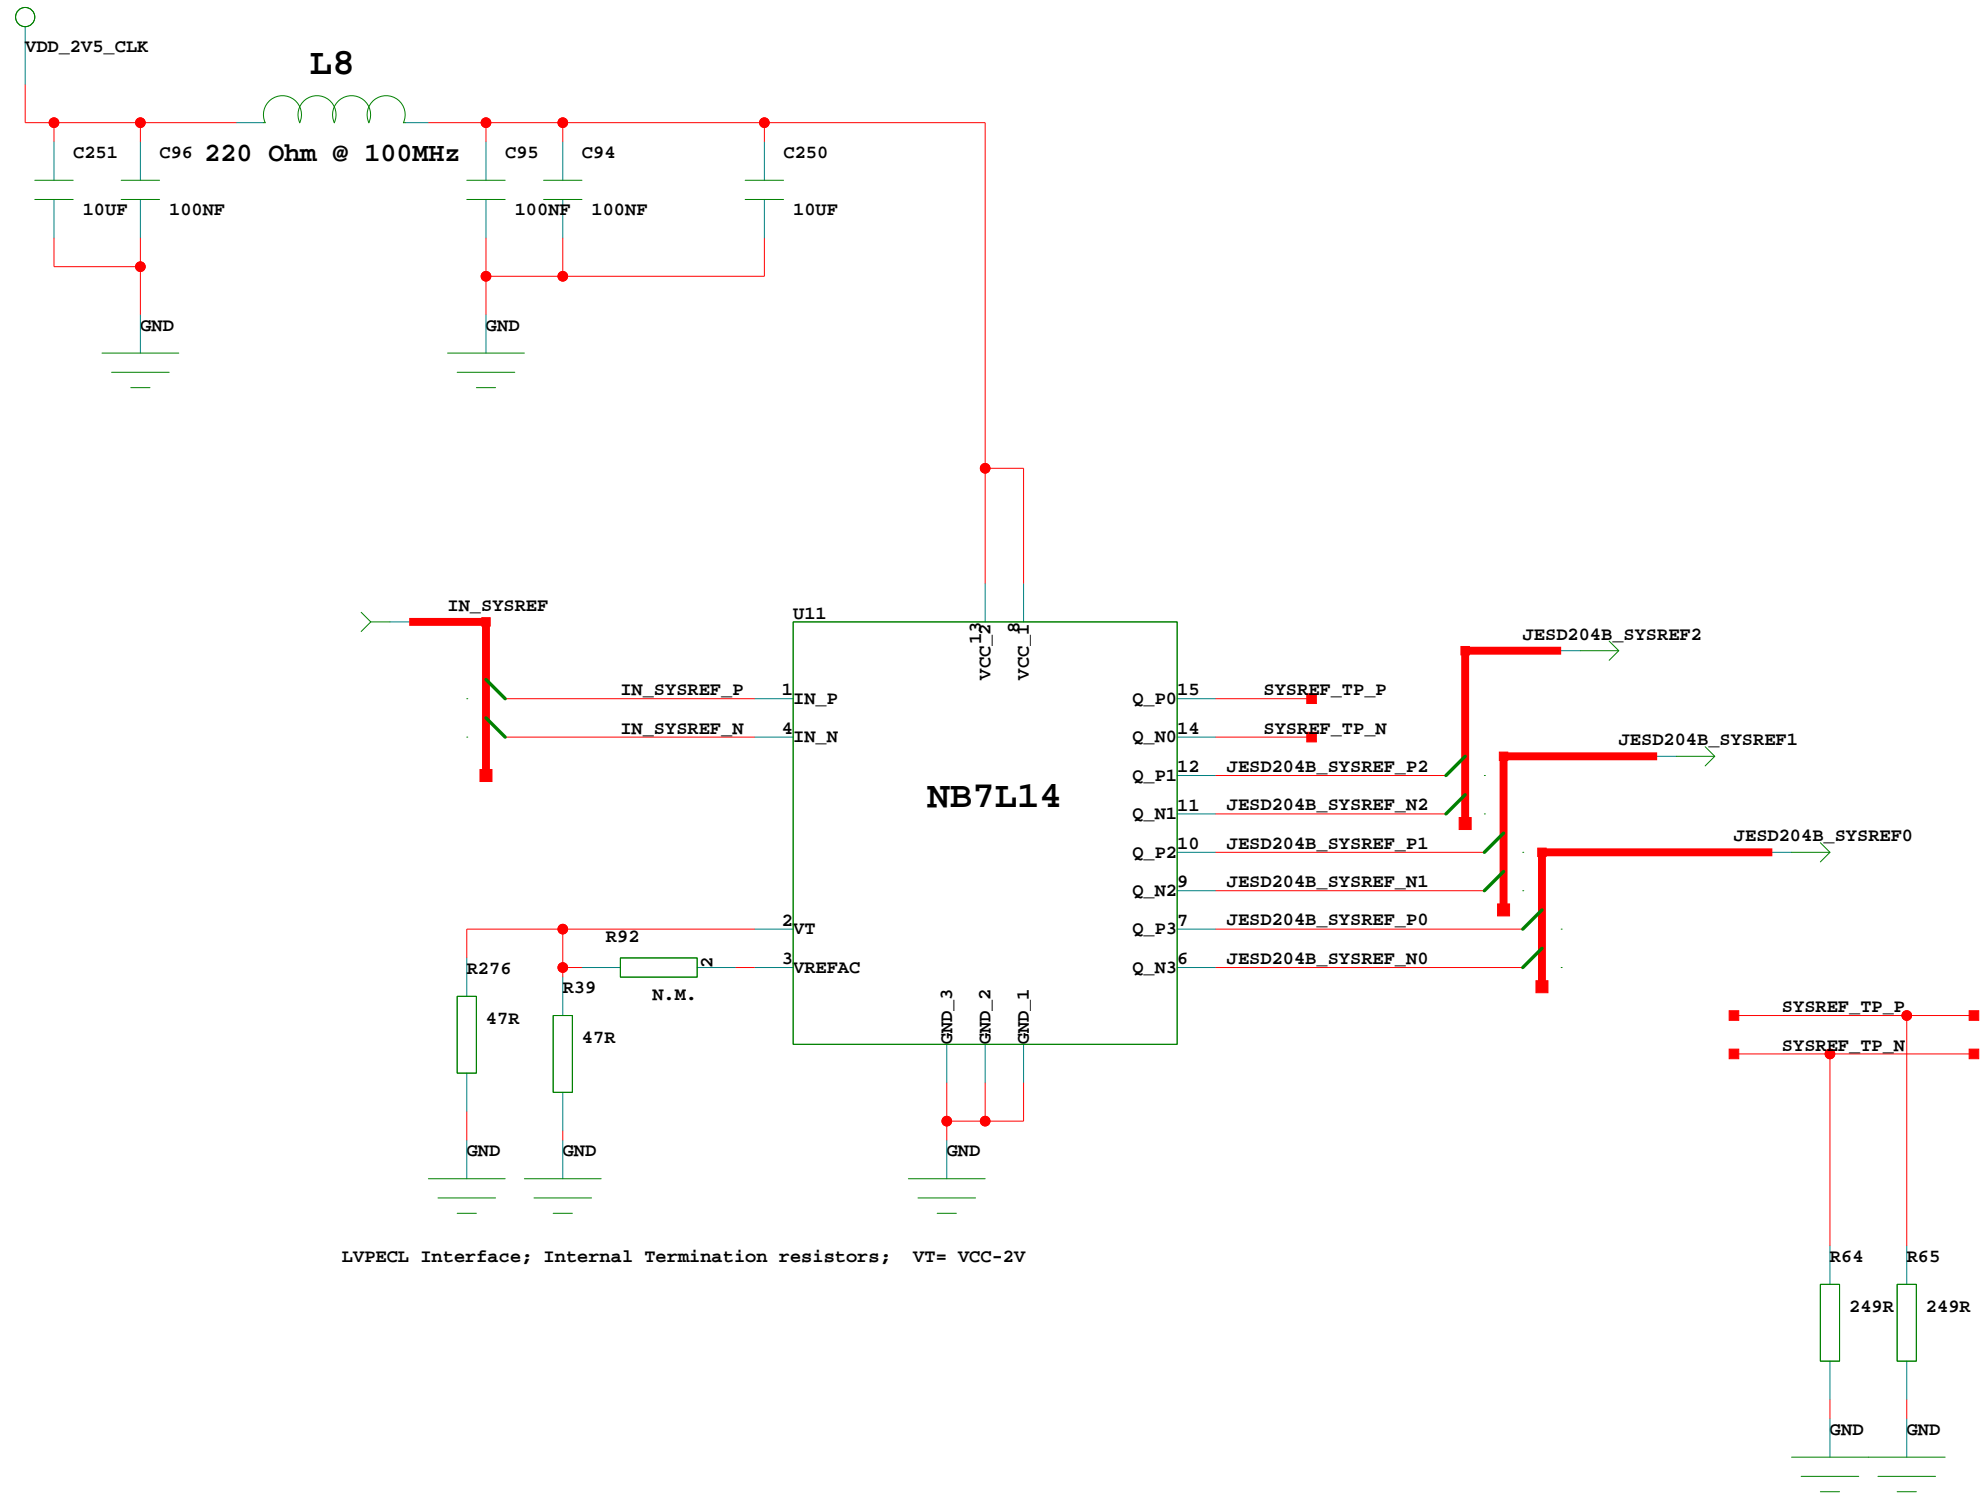 VDD_2V5_CLK
L8
C251
C96
220 Ohm @ 100MHz
C95
C94
C250
10UF
100NF
100NF
100NF
10UF
GND
GND
IN_SYSREF
U11
13
VCC_2
8
VCC_1
JESD204B_SYSREF2
IN_SYSREF_P
1
IN_P
Q_P0
15
SYSREF_TP_P
IN_SYSREF_N
4
IN_N
Q_N0
14
SYSREF_TP_N
JESD204B_SYSREF1
Q_P1
12
JESD204B_SYSREF_P2
NB7L14
Q_N1
11
JESD204B_SYSREF_N2
JESD204B_SYSREF0
Q_P2
10
JESD204B_SYSREF_P1
Q_N2
9
JESD204B_SYSREF_N1
2
VT
Q_P3
7
JESD204B_SYSREF_P0
R92
R276
2
3
VREFAC
Q_N3
6
JESD204B_SYSREF_N0
R39
N.M.
47R
47R
GND_3
GND_2
GND_1
SYSREF_TP_P
SYSREF_TP_N
GND
GND
GND
LVPECL Interface; Internal Termination resistors;  VT= VCC-2V
R64
R65
249R
249R
GND
GND